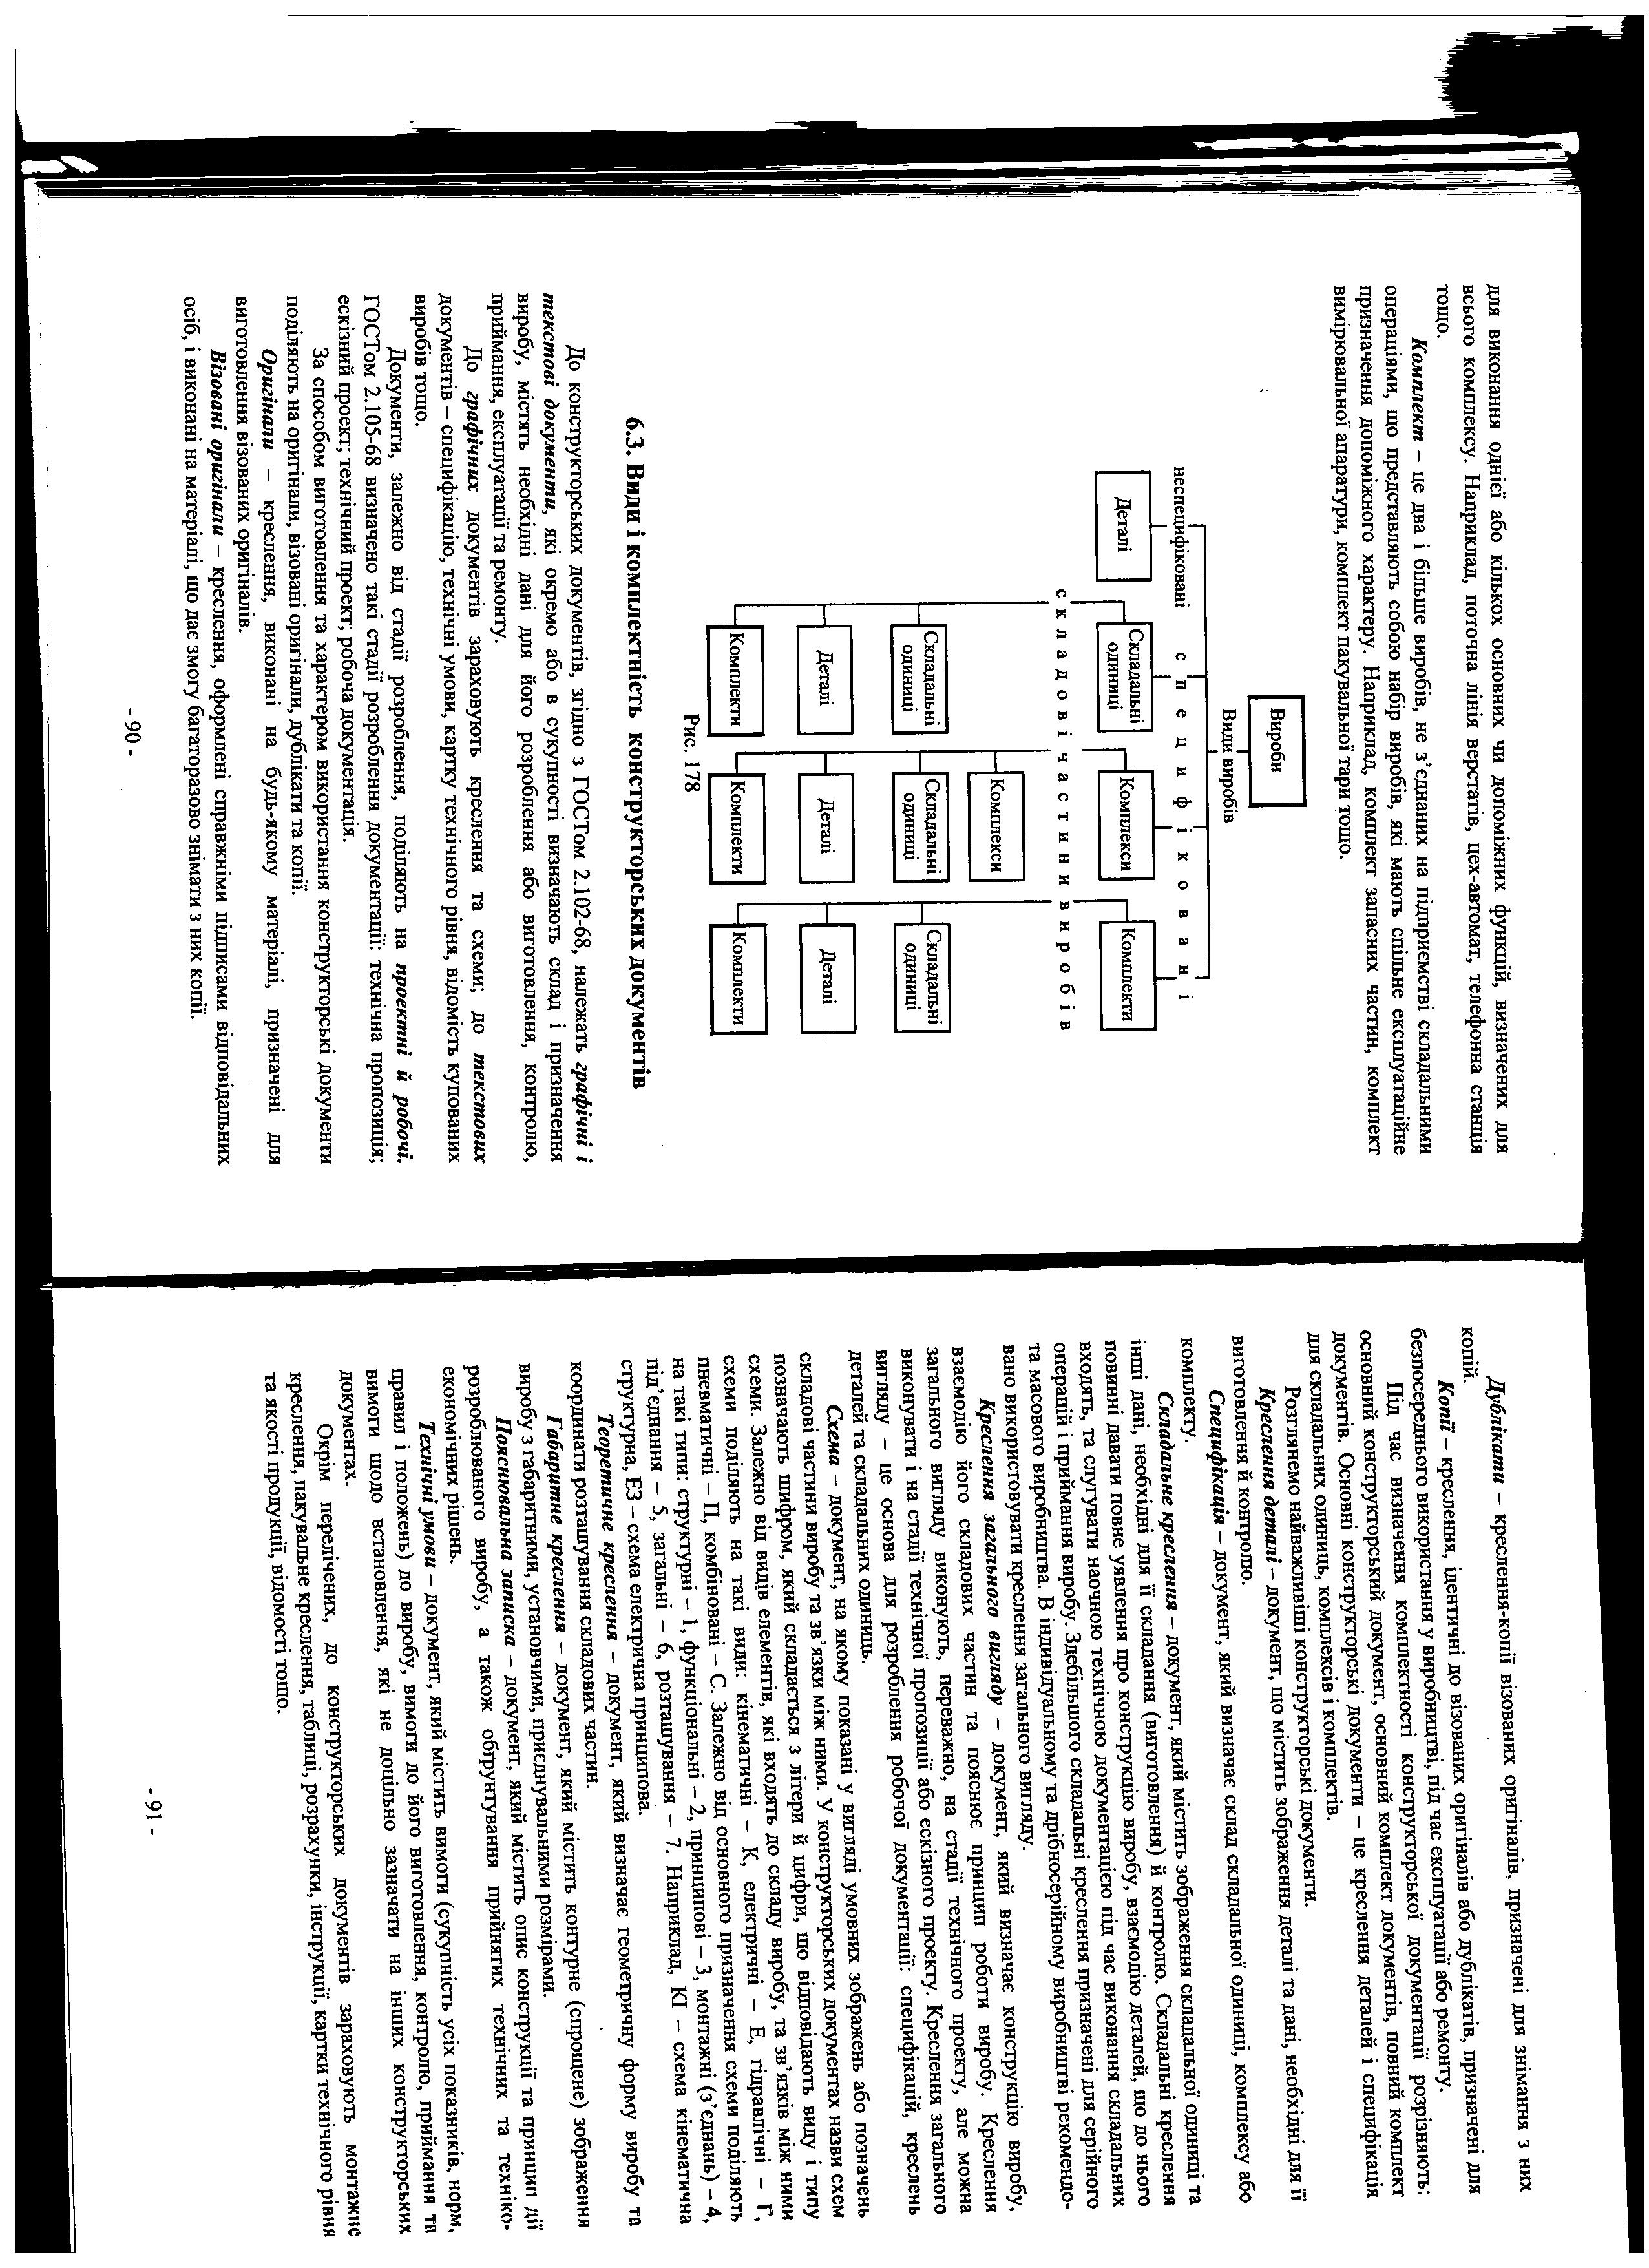 для виконання однієї або кількох основних чи допоміжних функцій, визначених для
всього комплексу. Наприклад, поточна лінія верстатів, цех-автомат, телефонна станція
тощо.
Комплект – це два і більше виробів, не з’єднаних на підприємстві складальними
операціями, що представляють собою набір виробів, які мають спільне експлуатаційне
призначення допоміжного характеру. Наприклад, комплект запасних частин, комплект
вимірювальної апаратури, комплект пакувальної тари тощо.
Вироби
Види виробів
неспецифіковані специфіковані
Деталі
Складальні одиниці
Комплекси
Комплекти
складові частини виробів
Комплекси
Складальні одиниці
Складальні одиниці
Складальні одиниці
Деталі
Деталі
Деталі
Комплекти
Комплекти
Комплекти
Рис. 178
6.3. Види і комплектність конструкторських документів
До конструкторських документів, згідно з ГОСТом 2.102-68, належать графічні і
текстові документи, які окремо або в сукупності визначають склад і призначення
виробу, містять необхідні дані для його розроблення або виготовлення, контролю,
приймання, експлуатації та ремонту.
До графічних документів зараховують креслення та схеми; до текстових
документів – специфікацію, технічні умови, картку технічного рівня, відомість купованих
виробів тощо.
Документи, залежно від стадії розроблення, поділяють на проектні й робочі.
ГОСТом 2.105-68 визначено такі стадії розроблення документації: технічна пропозиція;
ескізний проект; технічний проект; робоча документація.
За способом виготовлення та характером використання конструкторські документи
поділяють на оригінали, візовані оригінали, дублікати та копії.
Оригінали – креслення, виконані на будь-якому матеріалі, призначені для
виготовлення візованих оригіналів.
Візовані оригінали – креслення, оформлені справжніми підписами відповідальних
осіб, і виконані на матеріалі, що дає змогу багаторазово знімати з них копії.
- 90 -
Дублікати – креслення-копії візованих оригіналів, призначені для знімання з них
копій.
Копії – креслення, ідентичні до візованих оригіналів або дублікатів, призначені для
безпосереднього використання у виробництві, під час експлуатації або ремонту.
Під час визначення комплектності конструкторської документації розрізняють:
основний конструкторський документ, основний комплект документів, повний комплект
документів. Основні конструкторські документи – це креслення деталей і специфікація
для складальних одиниць, комплексів і комплектів.
Розглянемо найважливіші конструкторські документи.
Креслення деталі – документ, що містить зображення деталі та дані, необхідні для її
виготовлення й контролю.
Специфікація – документ, який визначає склад складальної одиниці, комплексу або
комплекту.
Складальне креслення – документ, який містить зображення складальної одиниці та
інші дані, необхідні для її складання (виготовлення) й контролю. Складальні креслення
повинні давати повне уявлення про конструкцію виробу, взаємодію деталей, що до нього
входять, та слугувати наочною технічною документацією під час виконання складальних
операцій і приймання виробу. Здебільшого складальні креслення призначені для серійного
та масового виробництва. В індивідуальному та дрібносерійному виробництві рекомендо-
вано використовувати креслення загального вигляду.
Креслення загального вигляду – документ, який визначає конструкцію виробу,
взаємодію його складових частин та пояснює принцип роботи виробу. Креслення
загального вигляду виконують, переважно, на стадії технічного проекту, але можна
виконувати і на стадії технічної пропозиції або ескізного проекту. Креслення загального
вигляду – це основа для розроблення робочої документації: специфікацій, креслень
деталей та складальних одиниць.
Схема – документ, на якому показані у вигляді умовних зображень або позначень
складові частини виробу та зв’язки між ними. У конструкторських документах назви схем
позначають шифром, який складається з літери й цифри, що відповідають виду і типу
схеми. Залежно від видів елементів, які входять до складу виробу, та зв’язків між ними
схеми поділяють на такі види: кінематичні – К, електричні – Е, гідравлічні – Г,
пневматичні – П, комбіновані – С. Залежно від основного призначення схеми поділяють
на такі типи: структурні – 1, функціональні – 2, принципові – 3, монтажні (з’єднань) – 4,
під’єднання – 5, загальні – 6, розташування – 7. Наприклад, КІ – схема кінематична
структурна, ЕЗ – схема електрична принципова.
Теоретичне креслення – документ, який визначає геометричну форму виробу та
координати розташування складових частин.
Габаритне креслення – документ, який містить контурне (спрощене) зображення
виробу з габаритними, установчими, приєднувальними розмірами.
Пояснювальна записка – документ, який містить опис конструкції та принцип дії
розроблюваного виробу, а також обґрунтування прийнятих технічних та техніко-
економічних рішень.
Технічні умови – документ, який містить вимоги (сукупність усіх показників, норм,
правил і положень) до виробу, вимоги до його виготовлення, контролю, приймання та
вимоги щодо встановлення, які не доцільно зазначати на інших конструкторських
документах.
Окрім перелічених, до конструкторських документів зараховують монтажне
креслення, пакувальне креслення, таблиці, розрахунки, інструкції, картки технічного рівня
та якості продукції, відомості тощо.
- 91 -